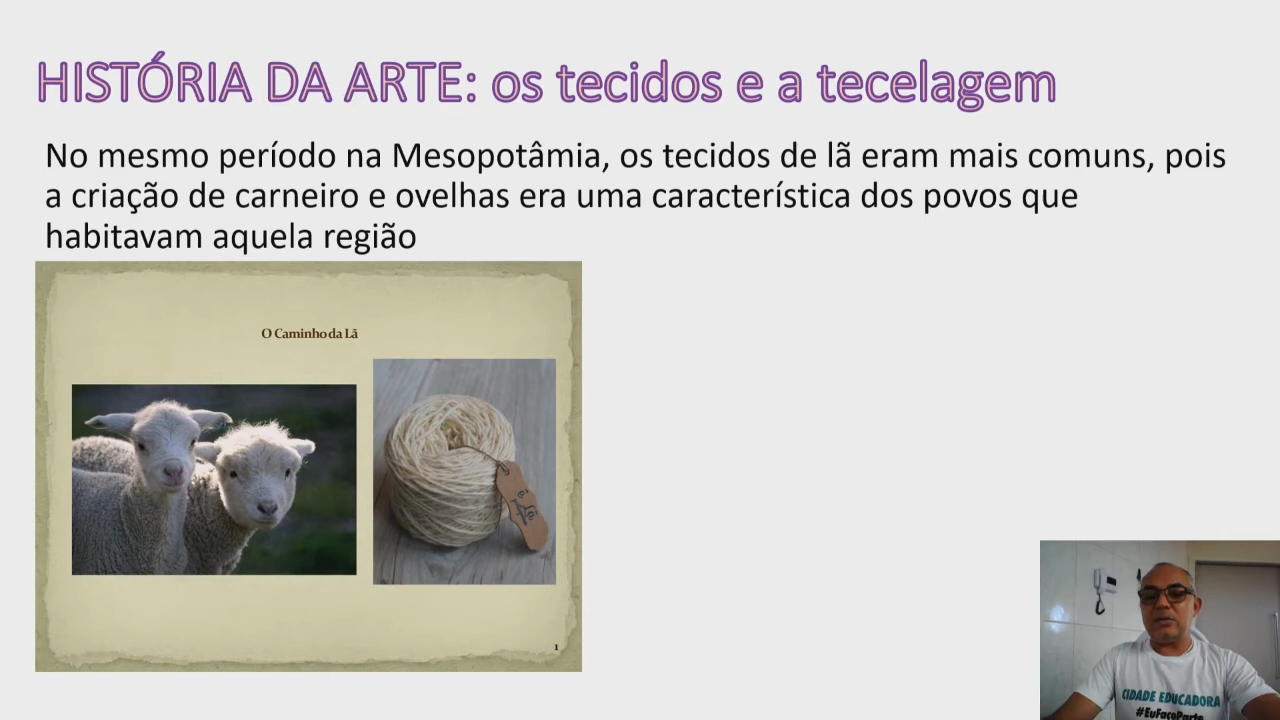 HISTÓRIA DA ARTE: os tecidos e a tecelagem
No mesmo período na Mesopotâmia, os tecidos de lã eram mais comuns, pois
a criação de carneiro e ovelhas era uma característica dos povos que
habitavam aquela região
O Caminho da Lã
1
CIDADE EDUCADORA
#EuFaçoParte